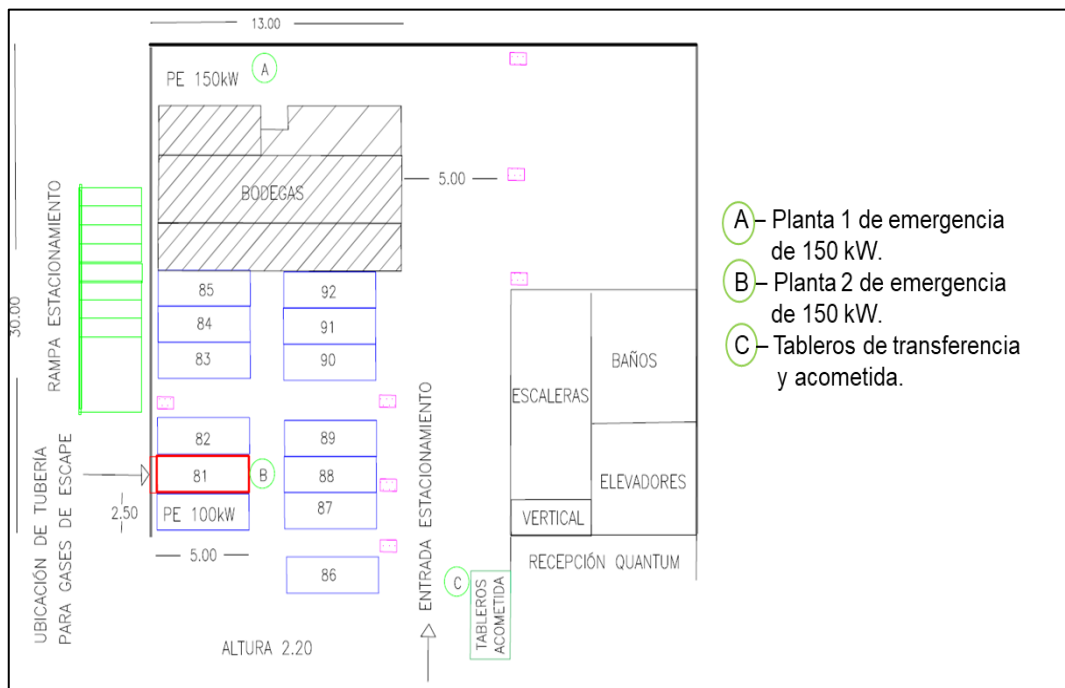 13.00
A
PE 150kW
BODEGAS
5.00
30.00
RAMPA ESTACIONAMIENTO
85
92
84
91
83
90
82
89
81
B
88
PE 100kW
87
86
2.50
5.00
UBICACIÓN DE TUBERÍA
PARA GASES DE ESCAPE
ALTURA 2.20
ENTRADA ESTACIONAMIENTO
ESCALERAS
BAÑOS
ELEVADORES
VERTICAL
RECEPCIÓN QUANTUM
C
TABLEROS
ACOMETIDA
A – Planta 1 de emergencia
de 150 kW.
B – Planta 2 de emergencia
de 150 kW.
C – Tableros de transferencia
y acometida.